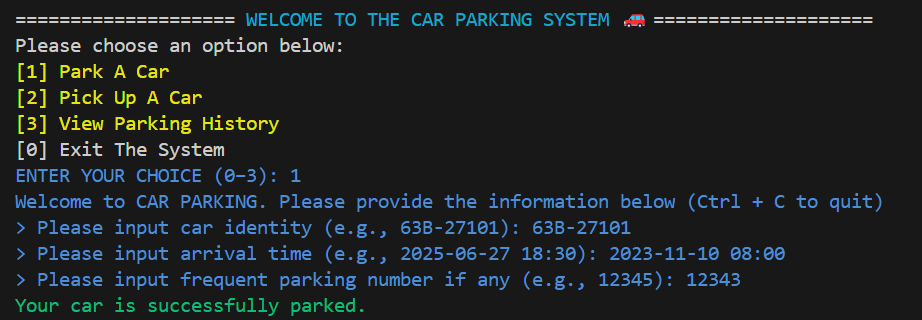 ==================== WELCOME TO THE CAR PARKING SYSTEM 🚗 ====================
Please choose an option below:
[1] Park A Car
[2] Pick Up A Car
[3] View Parking History
[0] Exit The System
ENTER YOUR CHOICE (0–3): 1
Welcome to CAR PARKING. Please provide the information below (Ctrl + C to quit)
> Please input car identity (e.g., 63B-27101): 63B-27101
> Please input arrival time (e.g., 2025-06-27 18:30): 2023-11-10 08:00
> Please input frequent parking number if any (e.g., 12345): 12343
Your car is successfully parked.